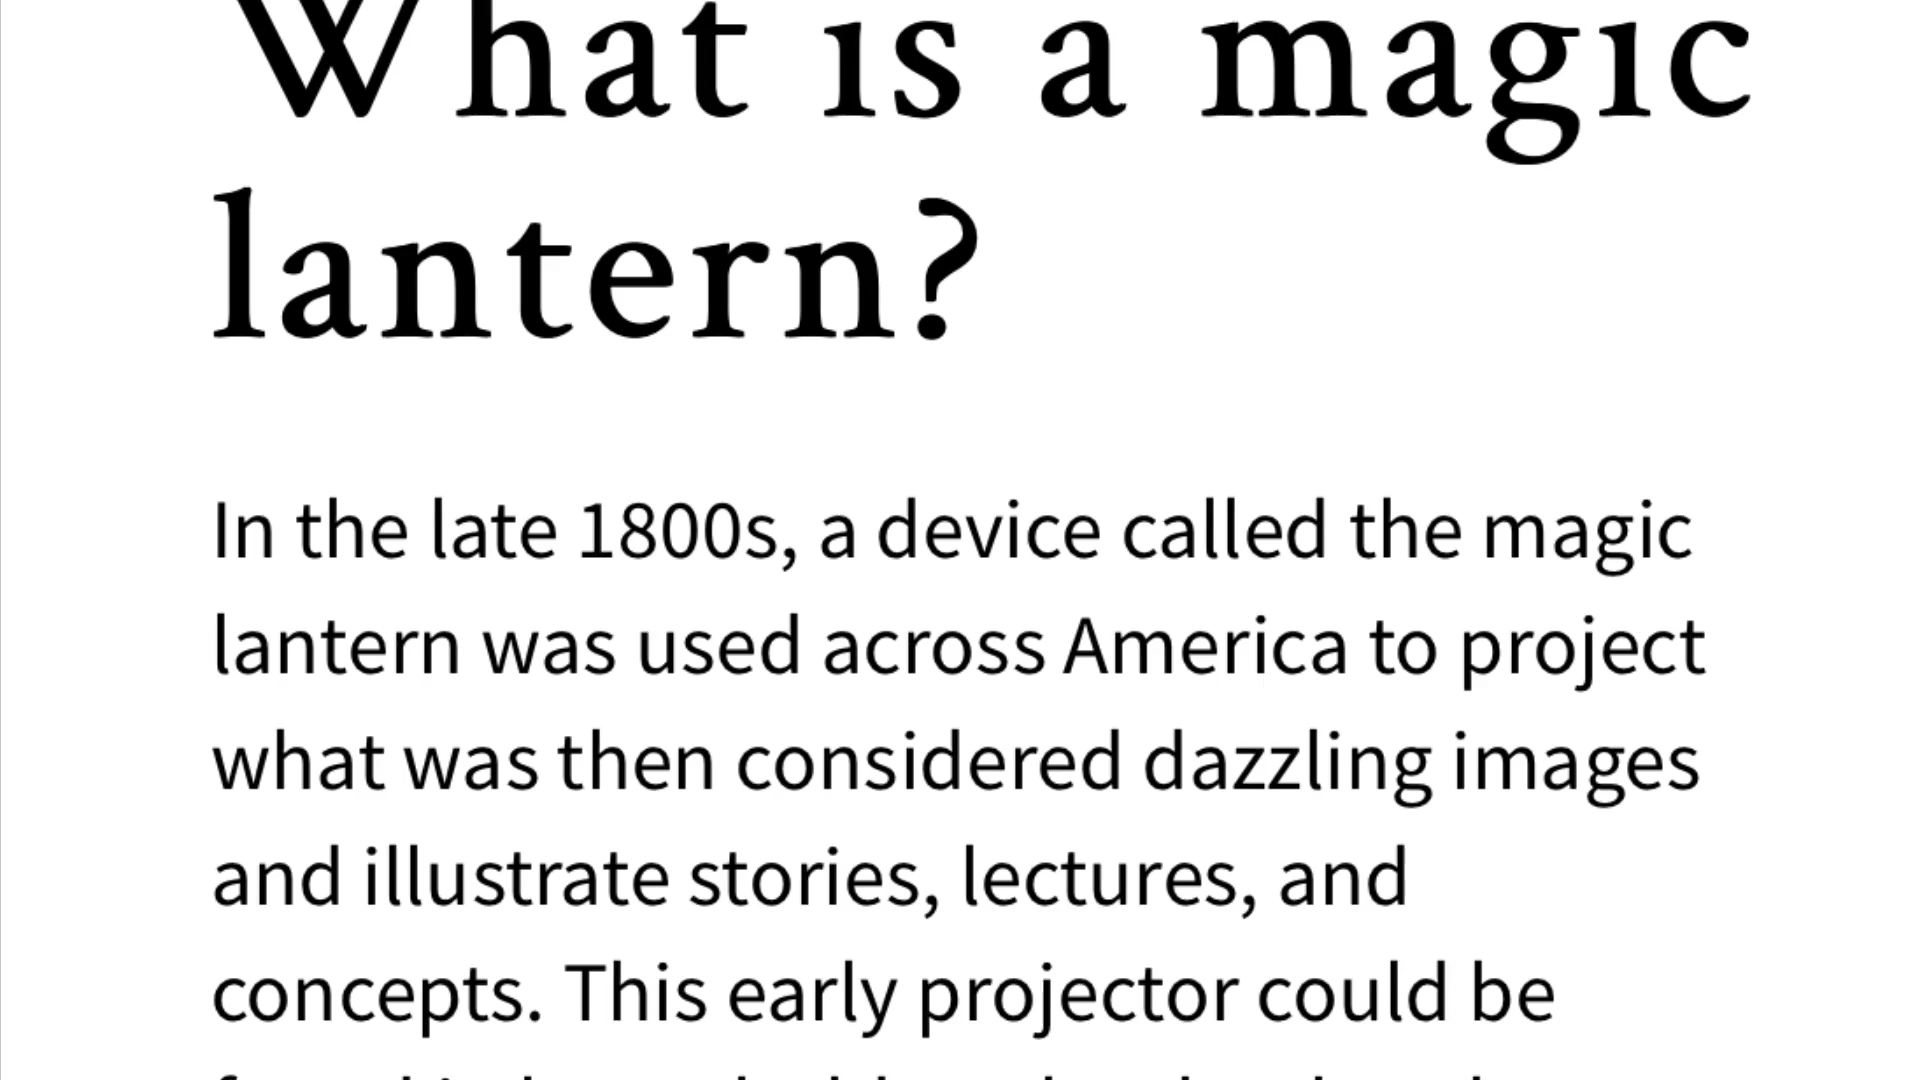 What is a magic
lantern?
In the late 1800s, a device called the magic
lantern was used across America to project
what was then considered dazzling images
and illustrate stories, lectures, and
concepts. This early projector could be